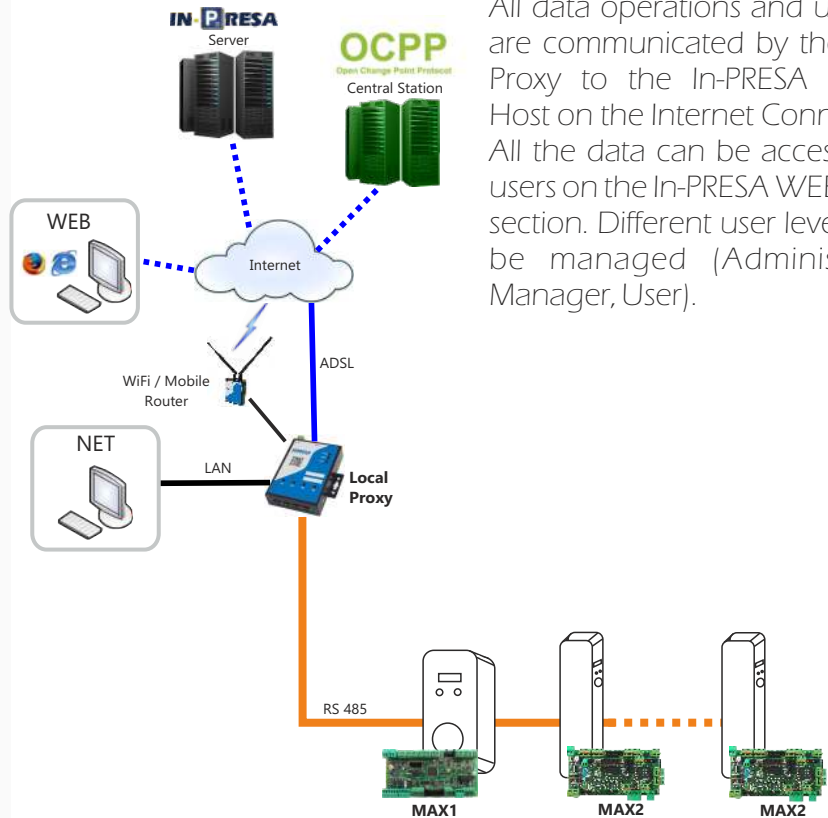 IN-PRESA
Server
OCPP
Open Change Point Protocol
Central Station
All data operations and u
are communicated by the
Proxy to the In-PRESA
Host on the Internet Conn
All the data can be acces
users on the In-PRESA WEB
section. Different user leve
be managed (Adminis
Manager, User).
WEB
Internet
ADSL
WiFi / Mobile
Router
NET
LAN
Local
Proxy
RS 485
MAX1
MAX2
MAX2